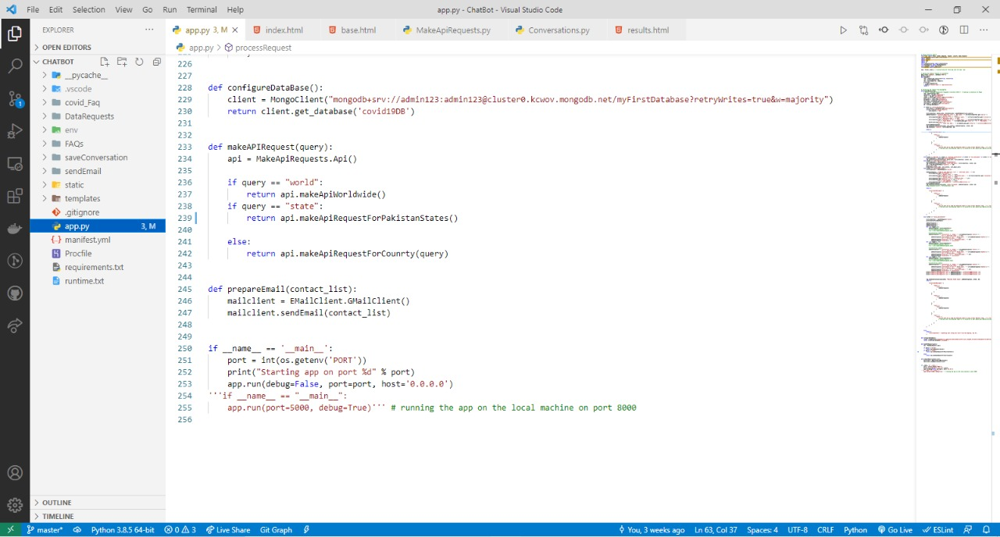 File Edit Selection View Go Run Terminal Help
app.py - ChatBot - Visual Studio Code
EXPLORER
app.py 3, M
index.html
base.html
MakeApiRequests.py
Conversations.py
results.html
OPEN EDITORS
app.py > processRequest
CHATBOT
__pycache__
.vscode
covid_Faq
DataRequests
env
FAQs
saveConversation
sendEmail
static
templates
.gitignore
app.py 3, M
manifest.yml
Procfile
requirements.txt
runtime.txt
OUTLINE
TIMELINE
226
227
228 def configureDataBase():
229 client = MongoClient("mongodb+srv://admin123:admin123@cluster0.kcwov.mongodb.net/myFirstDatabase?retryWrites=true&w=majority")
230 return client.get_database('covid19DB')
231
232
233 def makeAPIRequest(query):
234 api = MakeApiRequests.Api()
235
236 if query == "world":
237 return api.makeApiWorldwide()
238 if query == "state":
239 return api.makeApiRequestForPakistanStates()
240
241 else:
242 return api.makeApiRequestForCounrty(query)
243
244
245 def prepareEmail(contact_list):
246 mailclient = EMailClient.GMailClient()
247 mailclient.sendEmail(contact_list)
248
249
250 if __name__ == '__main__':
251 port = int(os.getenv('PORT'))
252 print("Starting app on port %d" % port)
253 app.run(debug=False, port=port, host='0.0.0.0')
254 '''if __name__ == "__main__":
255 app.run(port=5000, debug=True)''' # running the app on the local machine on port 8000
256
master* Python 3.8.5 64-bit 0 3 Live Share Git Graph You, 3 weeks ago Ln 63, Col 37 Spaces: 4 UTF-8 CRLF Python Go Live ESLint